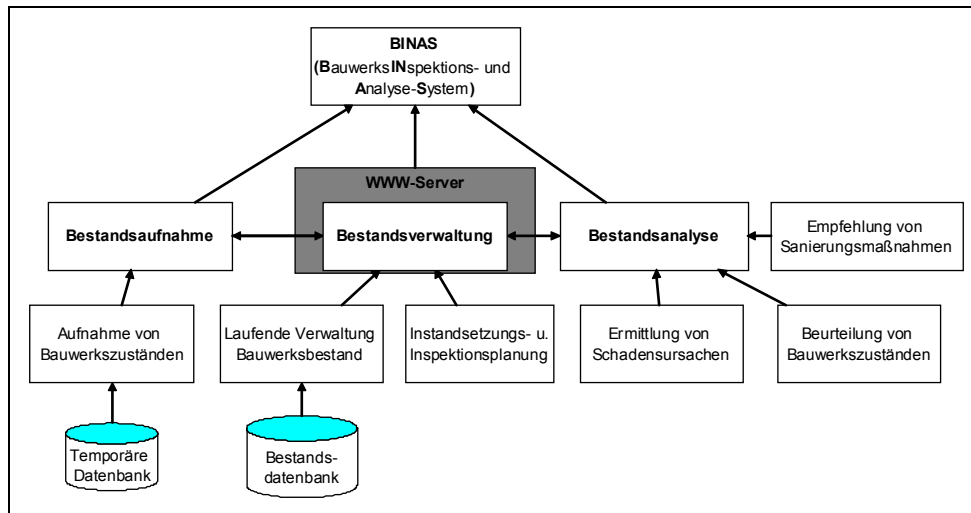 BINAS
(BauwerksINspektions- und
Analyse-System)
WWW-Server
Bestandsaufnahme
Bestandsverwaltung
Bestandsanalyse
Empfehlung von
Sanierungsmaßnahmen
Aufnahme von
Bauwerkszuständen
Laufende Verwaltung
Bauwerksbestand
Instandsetzungs- u.
Inspektionsplanung
Ermittlung von
Schadensursachen
Beurteilung von
Bauwerkszuständen
Temporäre
Datenbank
Bestands-
datenbank